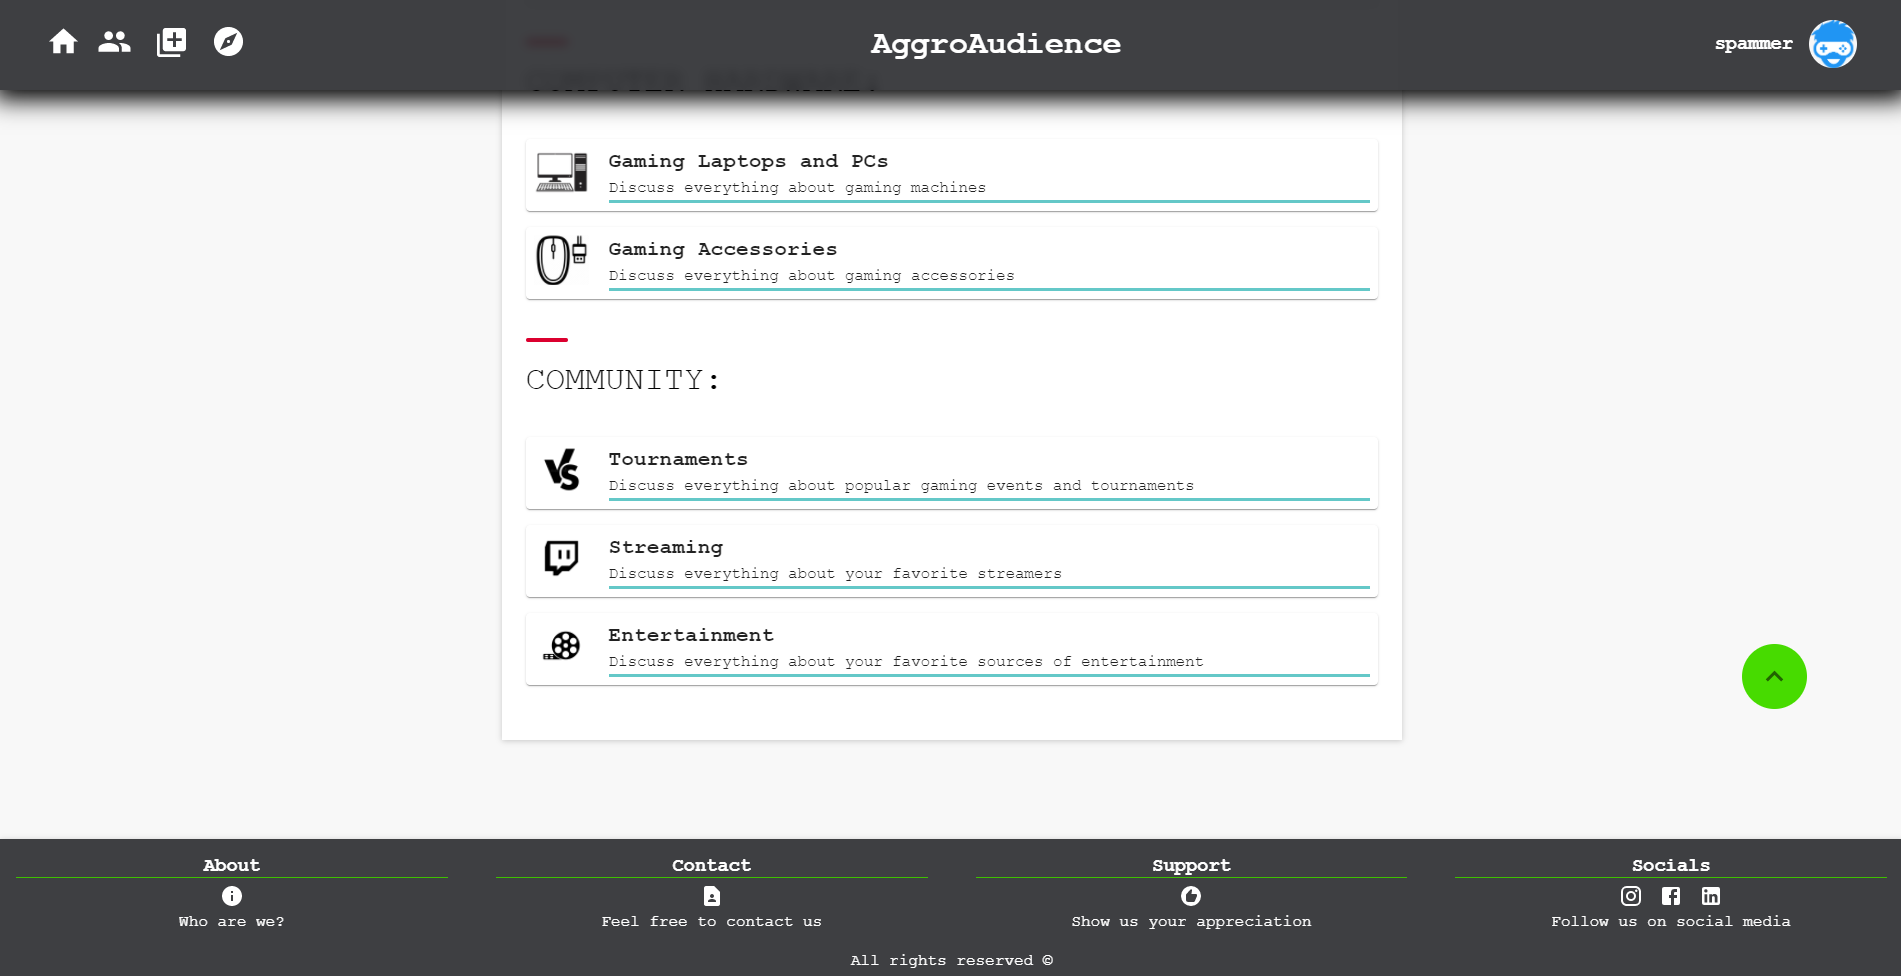 AggroAudience
spammer
Gaming Laptops and PCs
Discuss everything about gaming machines
Gaming Accessories
Discuss everything about gaming accessories
COMMUNITY:
VS
Tournaments
Discuss everything about popular gaming events and tournaments
Streaming
Discuss everything about your favorite streamers
Entertainment
Discuss everything about your favorite sources of entertainment
About
Who are we?
Contact
Feel free to contact us
Support
Show us your appreciation
Socials
Follow us on social media
All rights reserved ©